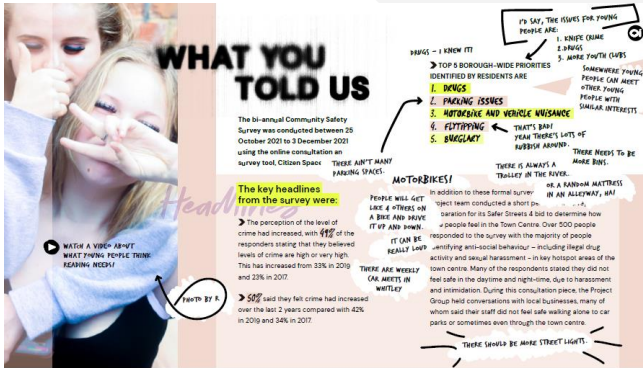 WHAT YOU
TOLD US
The bi-annual Community Safety
Survey was conducted between 25
October 2021 to 3 December 2021
using the online consultation an
survey tool, Citizen Space
THERE AIN'T MANY
PARKING SPACES.
Headlines
The key headlines
from the survey were:
The perception of the level of
crime had increased, with 49% of the
responders stating that they believed
levels of crime are high or very high.
This has increased from 33% in 2019
and 23% in 2017.
50% said they felt crime had increased
over the last 2 years compared with 42%
in 2019 and 34% in 2017.
WATCH A VIDEO ABOUT
WHAT YOUNG PEOPLE THINK
READING NEEDS!
PHOTO BY R
DRUGS – I KNEW IT!
I'D SAY, THE ISSUES FOR YOUNG
PEOPLE ARE:
1. KNIFE CRIME
2. DRUGS
3. MORE YOUTH CLUBS
SOMEWHERE YOUNG
PEOPLE CAN MEET
OTHER YOUNG
PEOPLE WITH
SIMILAR INTERESTS
TOP 5 BOROUGH-WIDE PRIORITIES
IDENTIFIED BY RESIDENTS ARE
1. DRUGS
2. PARKING ISSUES
3. MOTORBIKE AND VEHICLE NUISANCE
4. FLYTIPPING
5. BURGLARY
THAT'S BAD!
YEAH THERE'S LOTS OF
RUBBISH AROUND.
THERE NEEDS TO BE
MORE BINS.
THERE IS ALWAYS A
TROLLEY IN THE RIVER.
OR A RANDOM MATTRESS
IN AN ALLEYWAY, HA!
MOTORBIKES!
PEOPLE WILL GET
LIKE 4 OTHERS ON
A BIKE AND DRIVE
IT UP AND DOWN.
IT CAN BE
REALLY LOUD
THERE ARE WEEKLY
CAR MEETS IN
WHITLEY
In addition to these formal survey
roject team conducted a short
paration for its Safer Streets 4 bid to determine how
people feel in the Town Centre. Over 500 people
responded to the survey with the majority of people
dentifying anti-social behaviour – including illegal drug
activity and sexual harassment – in key hotspot areas of the
town centre. Many of the respondents stated they did not
feel safe in the daytime and night-time, due to harassment
and intimidation. During this consultation piece, the Project
Group held conversations with local businesses, many of
whom said their staff did not feel safe walking alone to car
parks or sometimes even through the town centre.
THERE SHOULD BE MORE STREET LIGHTS.